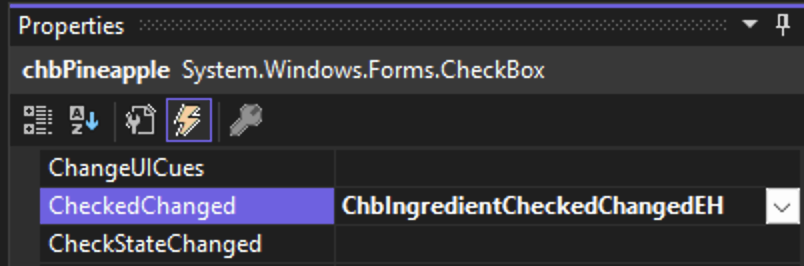 Properties
chbPineapple System.Windows.Forms.CheckBox
ChangeUICues
CheckedChanged ChbIngredientCheckedChangedEH
CheckStateChanged